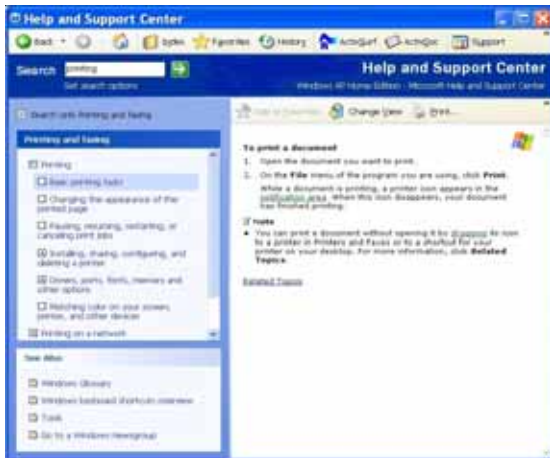 Help and Support Center
Back
Index
Favorites
History
Support
Search
printing
Set search options
Help and Support Center
Windows XP Home Edition - Microsoft Help and Support Center
Search only Printing and faxing
Printing and faxing
Printing
Basic printing tasks
Changing the appearance of the
printed page
Pausing, resuming, restarting, or
canceling print jobs
Installing, sharing, configuring, and
deleting a printer
Drivers, ports, fonts, memory and
other options
Matching color on your screen,
printer, and other devices
Printing on a network
See Also
Windows Glossary
Windows keyboard shortcuts overview
Tools
Go to a Windows Newsgroup
Add to Favorites
Change View
Print...
To print a document
1. Open the document you want to print.
2. On the File menu of the program you are using, click Print.
While a document is printing, a printer icon appears in the
notification area. When this icon disappears, your document
has finished printing.
Note
• You can print a document without opening it by dragging its icon
to a printer in Printers and Faxes or to a shortcut for your
printer on your desktop. For more information, click Related
Topics.
Related Topics